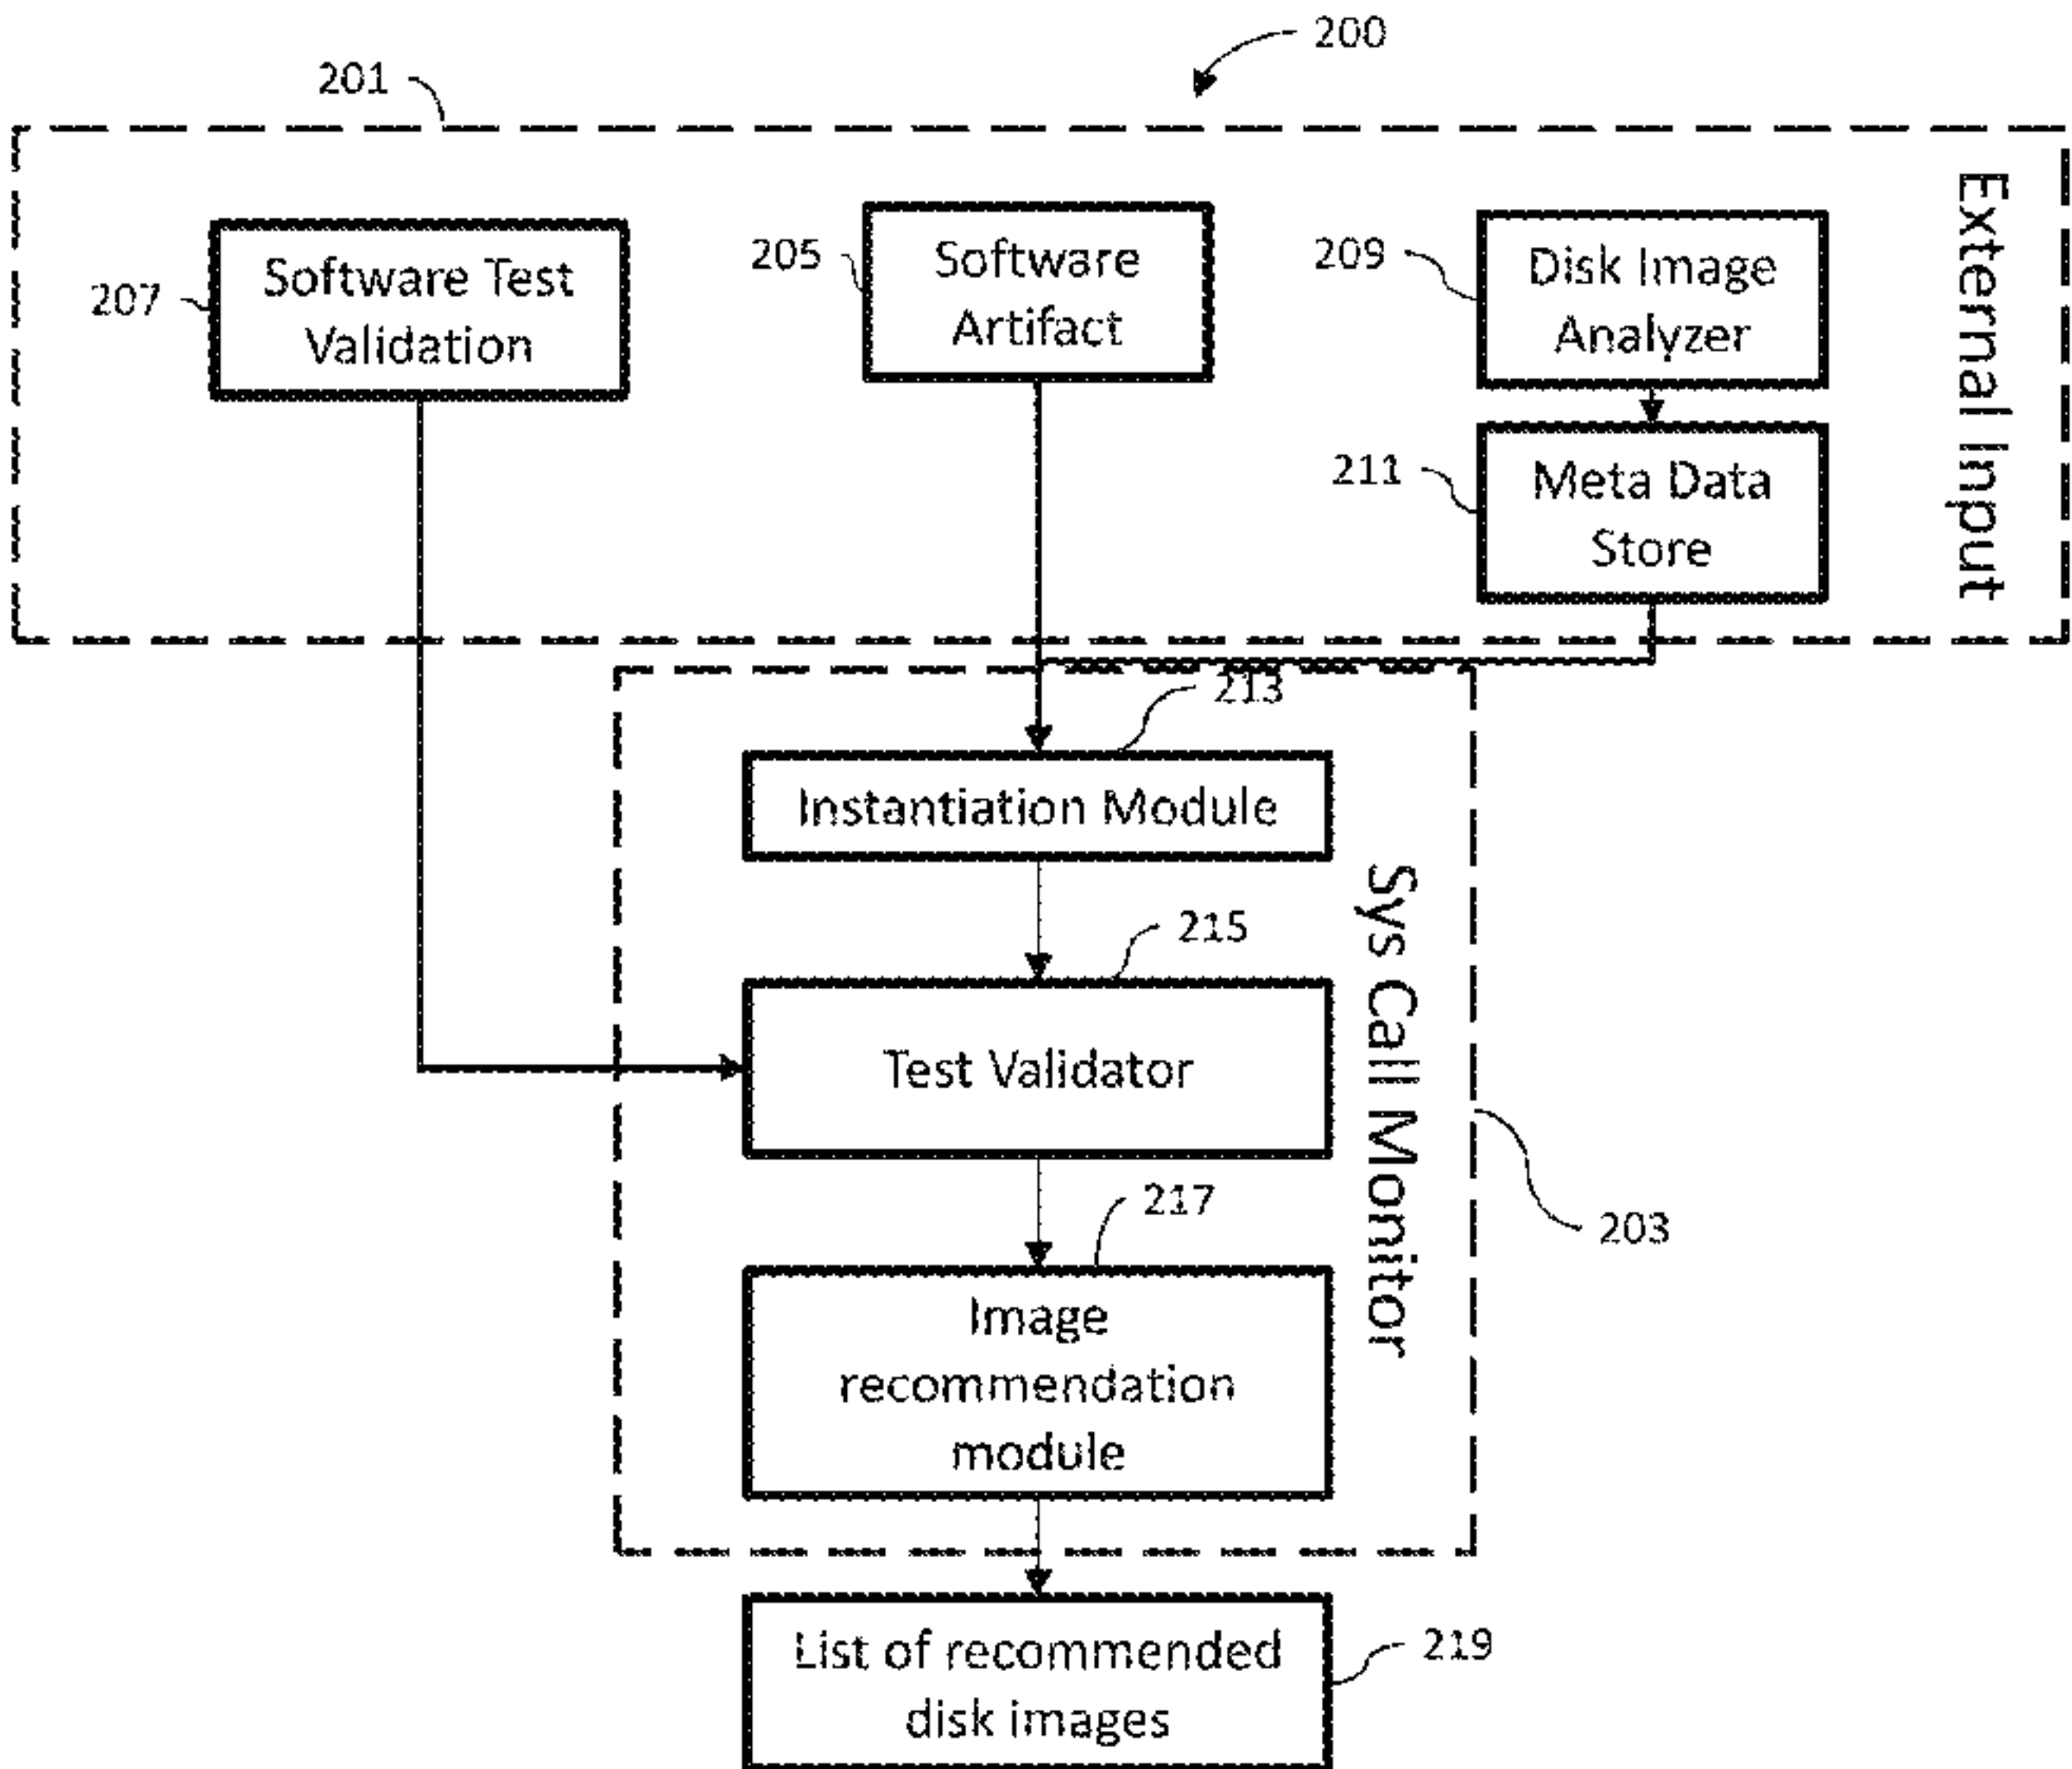 200
201
External Input
207
Software Test
Validation
205
Software
Artifact
209
Disk Image
Analyzer
211
Meta Data
Store
213
Instantiation Module
215
Test Validator
Sys Call Monitor
203
217
Image
recommendation
module
List of recommended
disk images
219